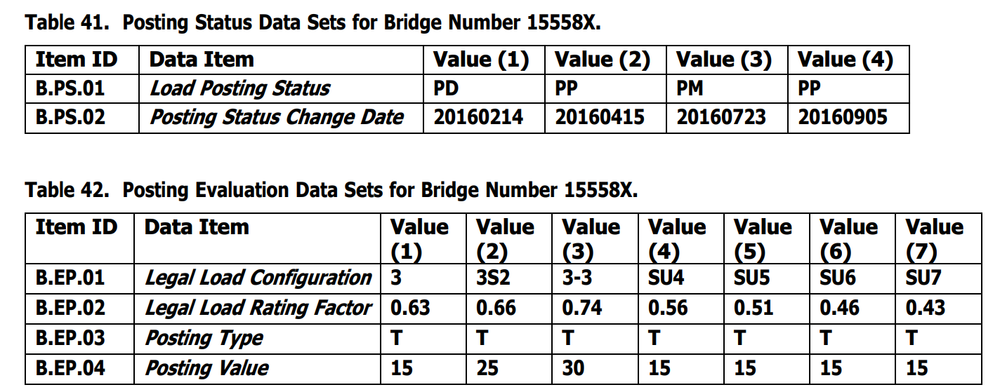 Table 41. Posting Status Data Sets for Bridge Number 15558X.
Item ID Data Item Value (1) Value (2) Value (3) Value (4)
B.PS.01 Load Posting Status PD PP PM PP
B.PS.02 Posting Status Change Date 20160214 20160415 20160723 20160905
Table 42. Posting Evaluation Data Sets for Bridge Number 15558X.
Item ID Data Item Value Value Value Value Value Value Value
(1) (2) (3) (4) (5) (6) (7)
B.EP.01 Legal Load Configuration 3 3S2 3-3 SU4 SU5 SU6 SU7
B.EP.02 Legal Load Rating Factor 0.63 0.66 0.74 0.56 0.51 0.46 0.43
B.EP.03 Posting Type T T T T T T T
B.EP.04 Posting Value 15 25 30 15 15 15 15